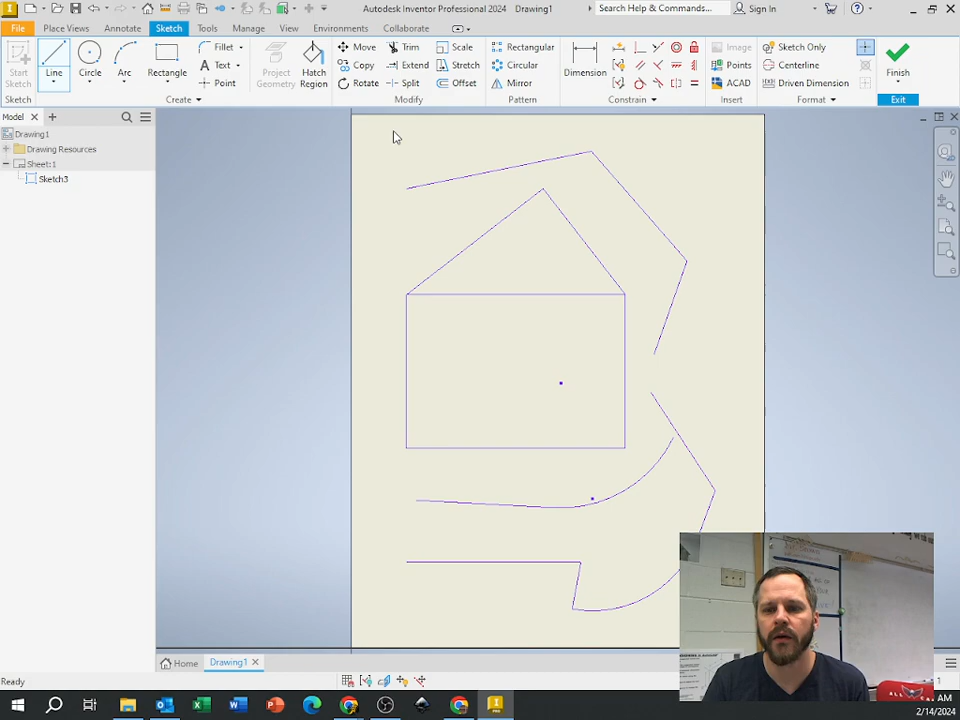 Autodesk Inventor Professional 2024 Drawing1
Search Help & Commands...
Sign In
File Place Views Annotate Sketch Tools Manage View Environments Collaborate
Start Sketch
Line
Circle
Arc
Rectangle
Fillet
Text
Point
Project Geometry
Hatch Region
Move
Copy
Rotate
Trim
Extend
Split
Scale
Stretch
Offset
Rectangular
Circular
Mirror
Dimension
Image
Points
ACAD
Sketch Only
Centerline
Driven Dimension
Finish
Sketch Create Modify Pattern Constrain Insert Format Exit
Model
Drawing1
Drawing Resources
Sheet:1
Sketch3
Home Drawing1
Ready
1
AM
2/14/2024